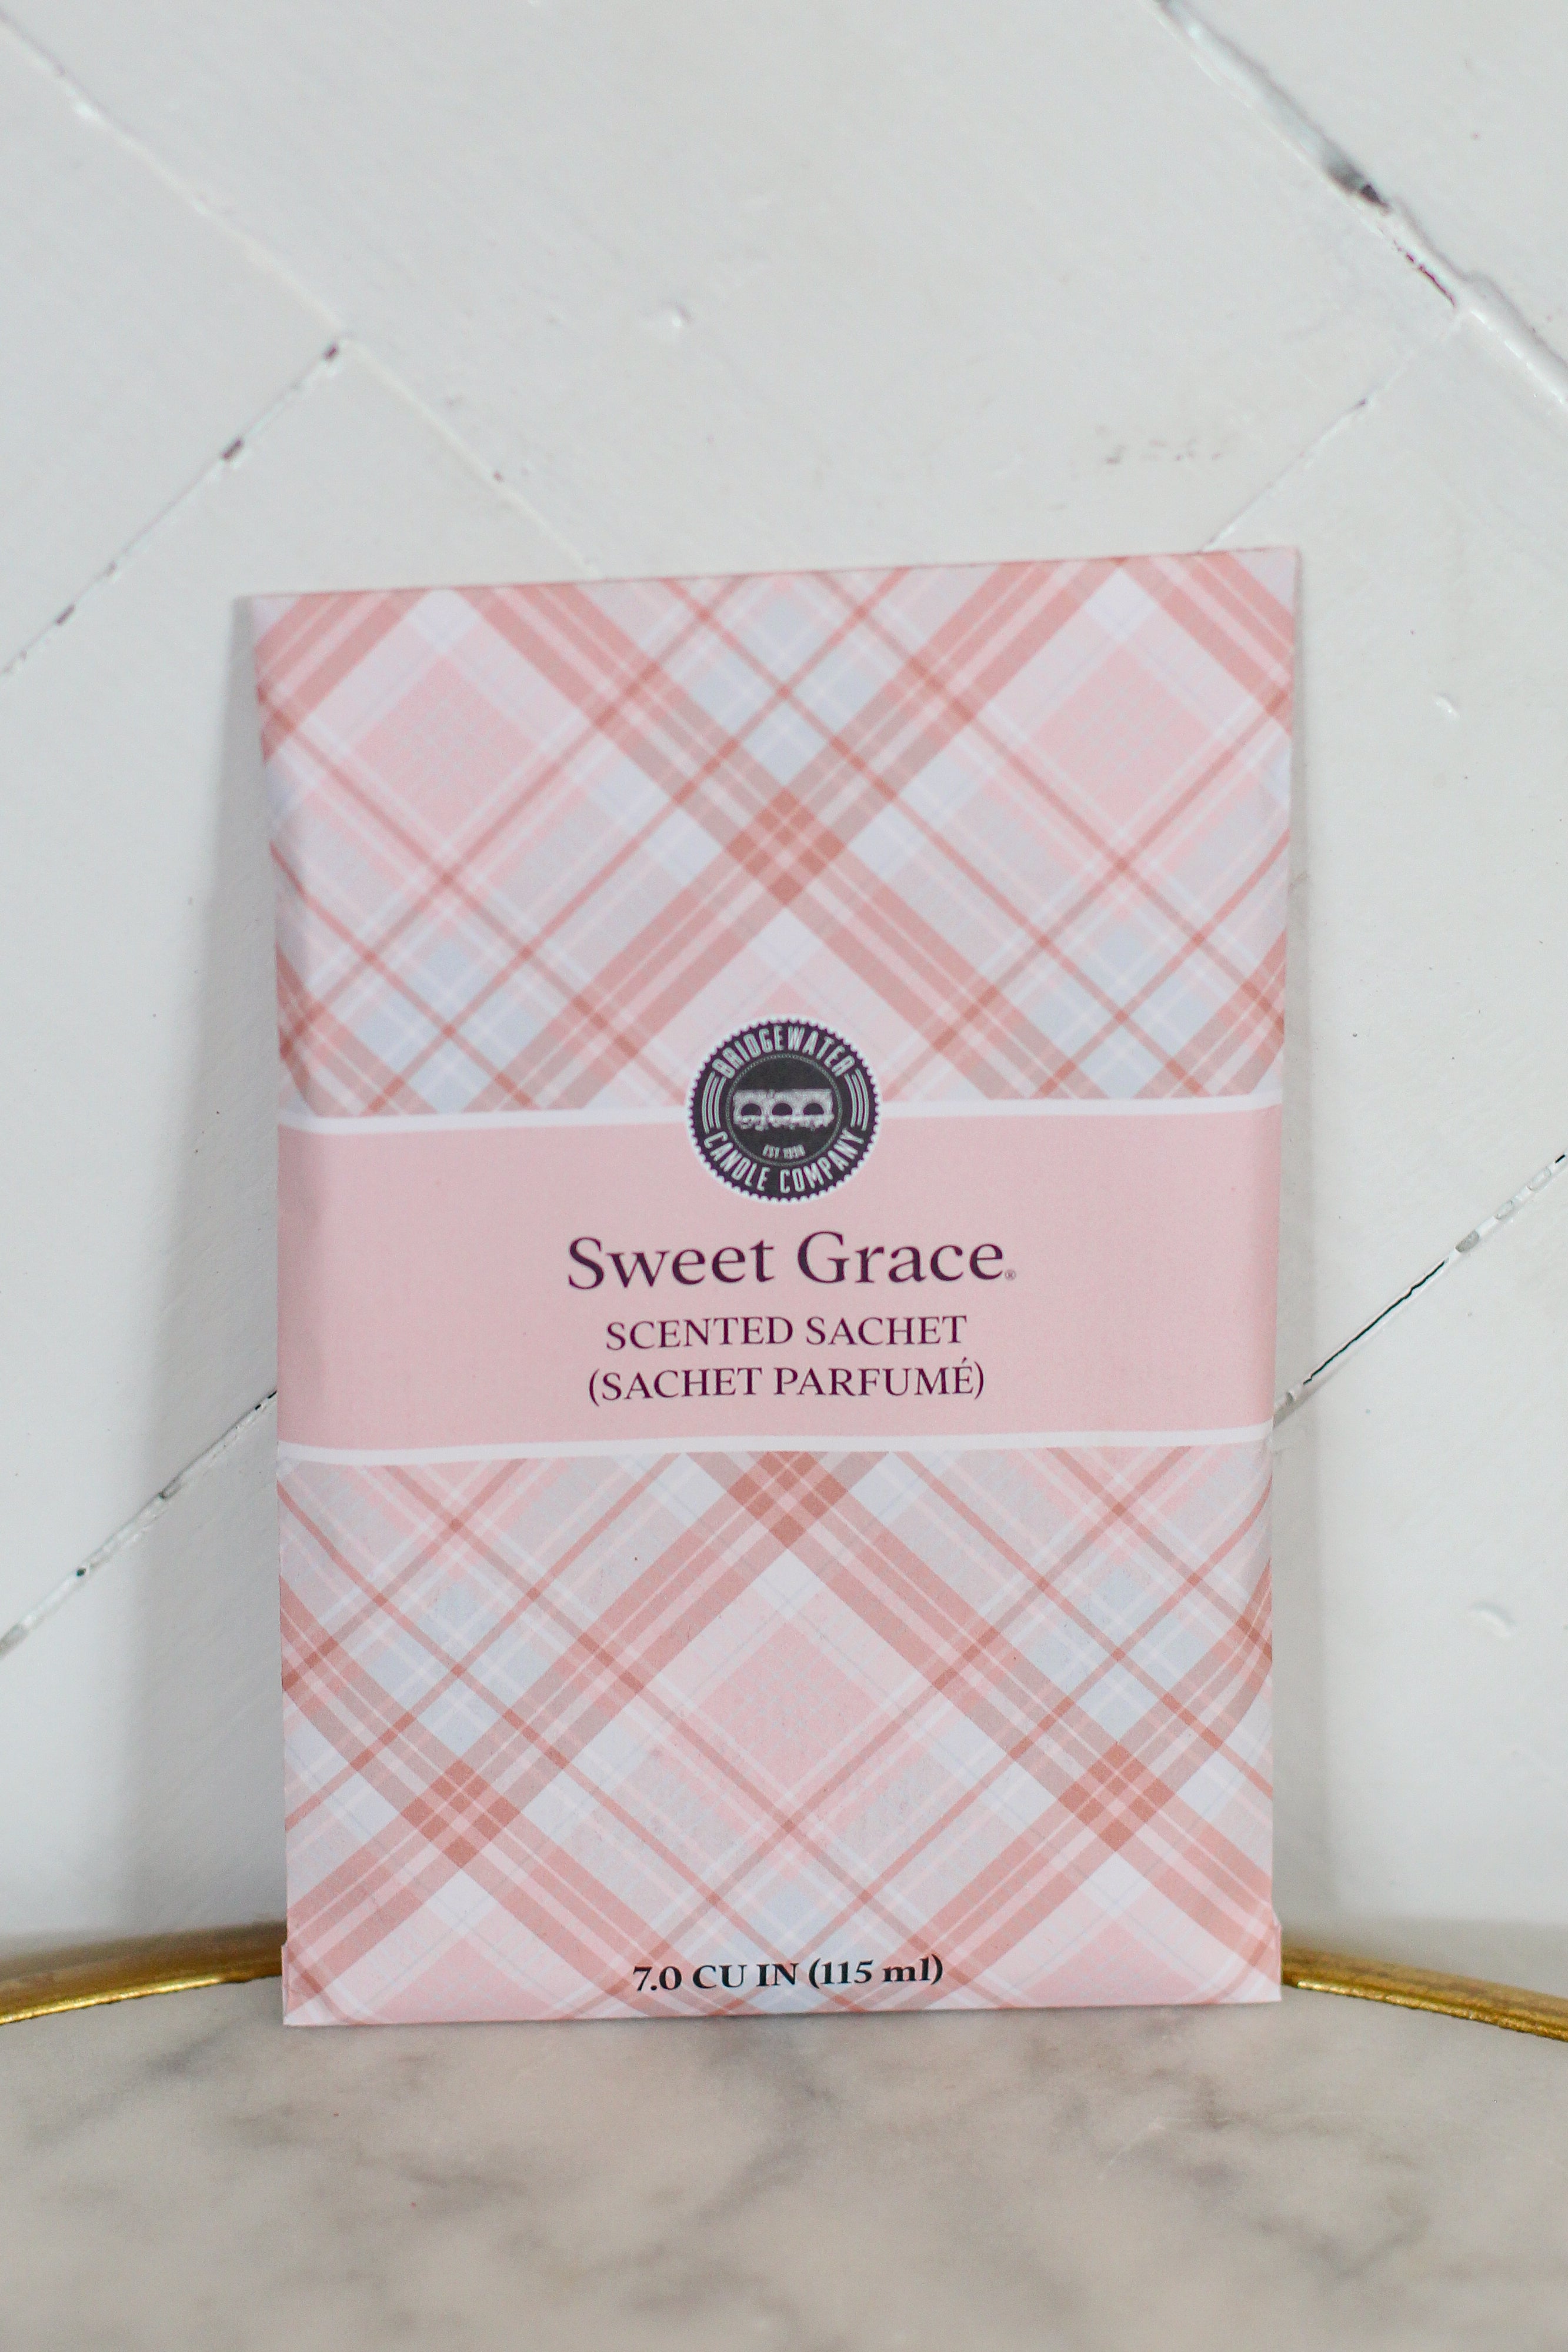 BRIDGEWATER
EST. 1998
CANDLE COMPANY
Sweet Grace®
SCENTED SACHET
(SACHET PARFUMÉ)
7.0 CU IN (115 ml)